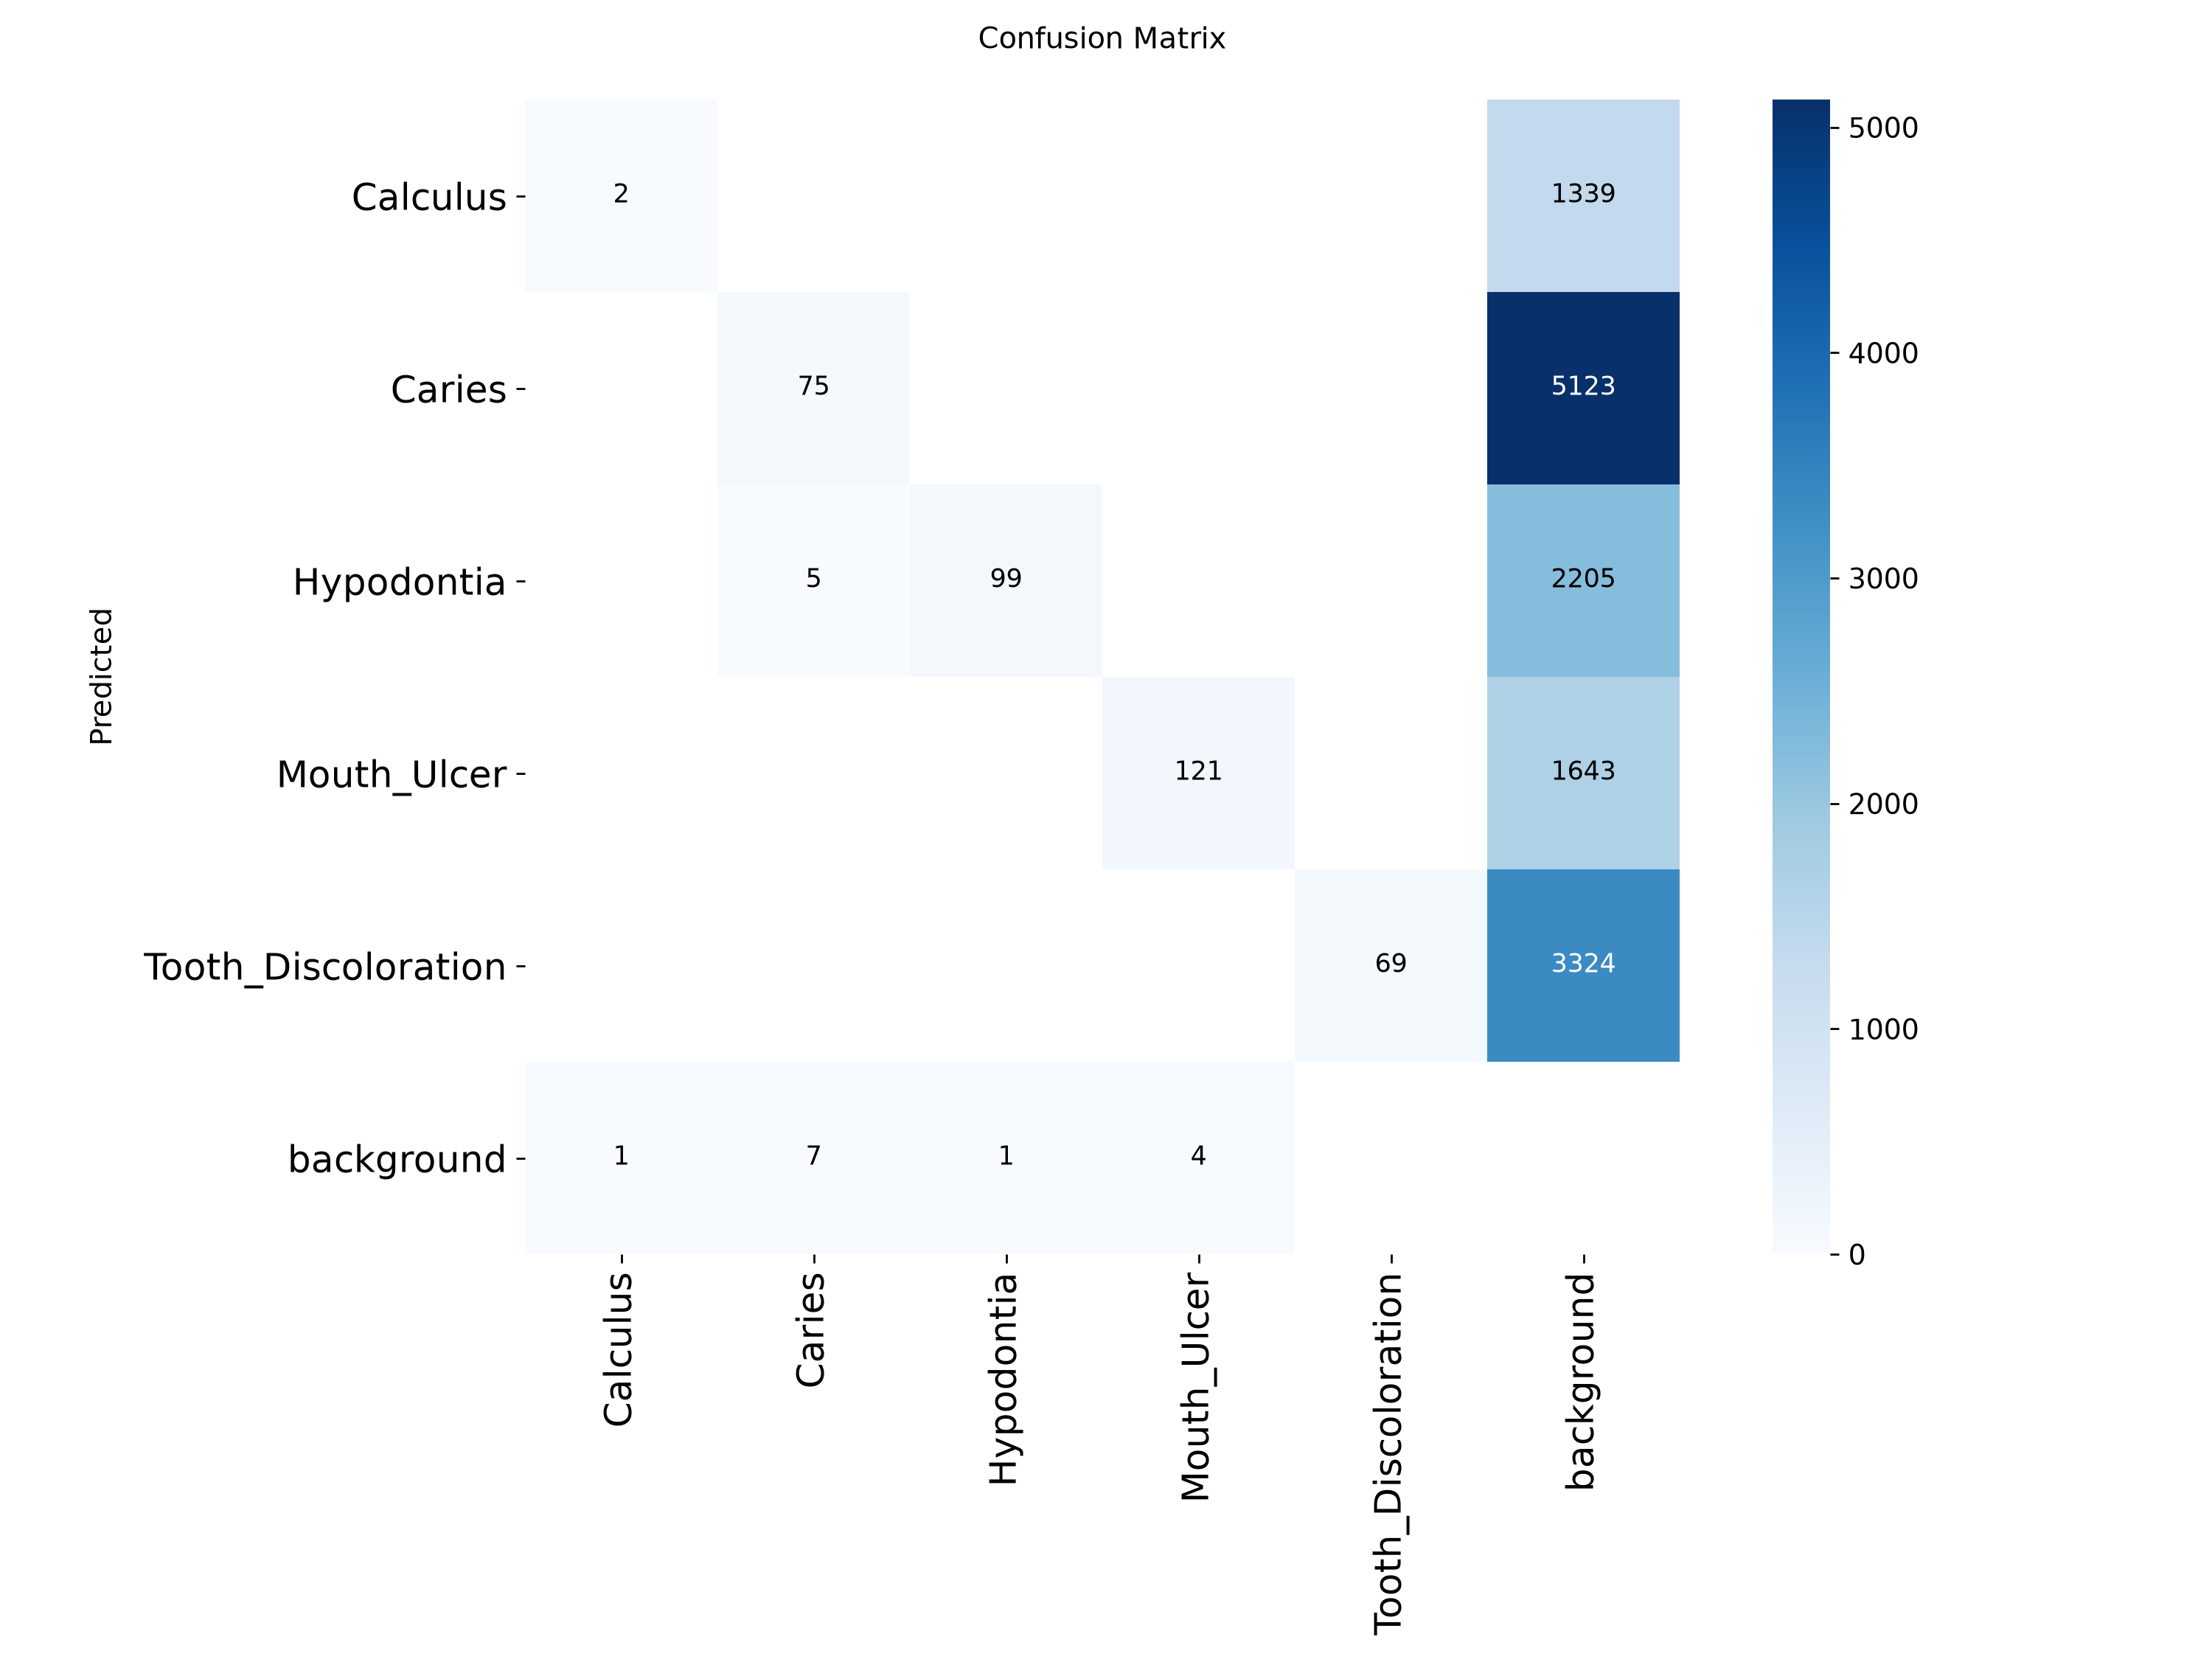 Confusion Matrix
Predicted
Calculus 2 1339
Caries 75 5123
Hypodontia 5 99 2205
Mouth_Ulcer 121 1643
Tooth_Discoloration 69 3324
background 1 7 1 4
Calculus Caries Hypodontia Mouth_Ulcer Tooth_Discoloration background
5000
4000
3000
2000
1000
0